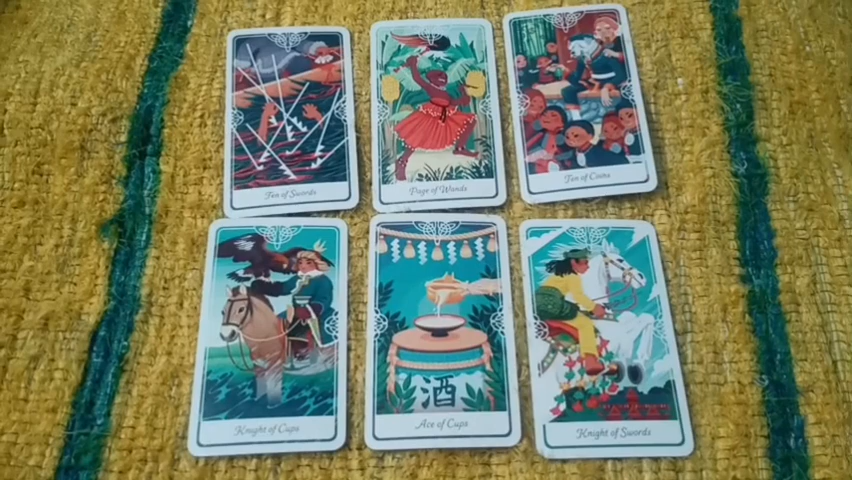 Ten of Swords
Page of Wands
Ten of Coins
Knight of Cups
酒
Ace of Cups
Knight of Swords